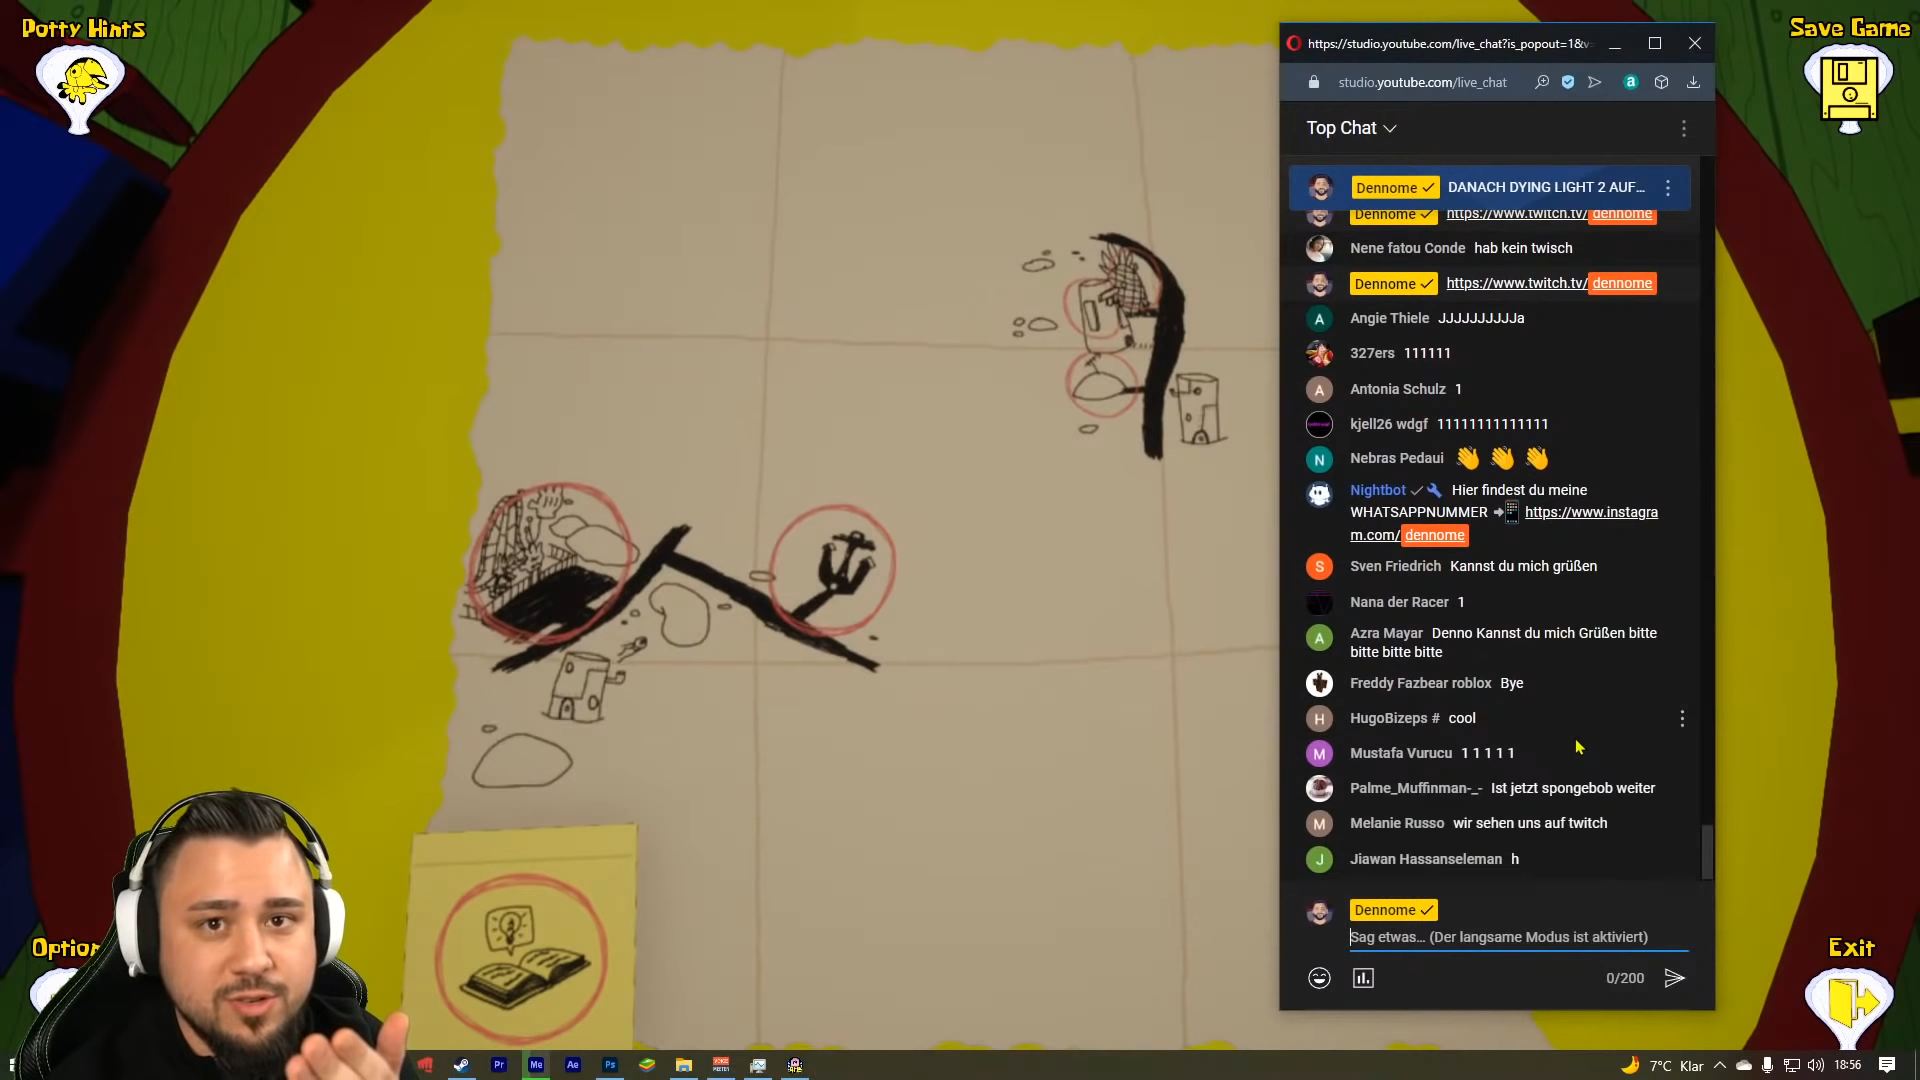 Potty Hints
Save Game
https://studio.youtube.com/live_chat?is_popout=1&v=
studio.youtube.com/live_chat
Top Chat
Dennome DANACH DYING LIGHT 2 AUF…
Dennome https://www.twitch.tv/dennome
Nene fatou Conde hab kein twisch
Dennome https://www.twitch.tv/dennome
Angie Thiele JJJJJJJJJJa
327ers 111111
Antonia Schulz 1
kjell26 wdgf 11111111111111
Nebras Pedaui 👋 👋 👋
Nightbot Hier findest du meine
WHATSAPPNUMMER ➜📱 https://www.instagra
m.com/dennome
Sven Friedrich Kannst du mich grüßen
Nana der Racer 1
Azra Mayar Denno Kannst du mich Grüßen bitte
bitte bitte bitte
Freddy Fazbear roblox Bye
HugoBizeps # cool
Mustafa Vurucu 1 1 1 1 1
Palme_Muffinman-_- Ist jetzt spongebob weiter
Melanie Russo wir sehen uns auf twitch
Jiawan Hassanseleman h
Dennome
Sag etwas… (Der langsame Modus ist aktiviert)
0/200
Option
Exit
Pr Me Ae Ps
7°C Klar
18:56